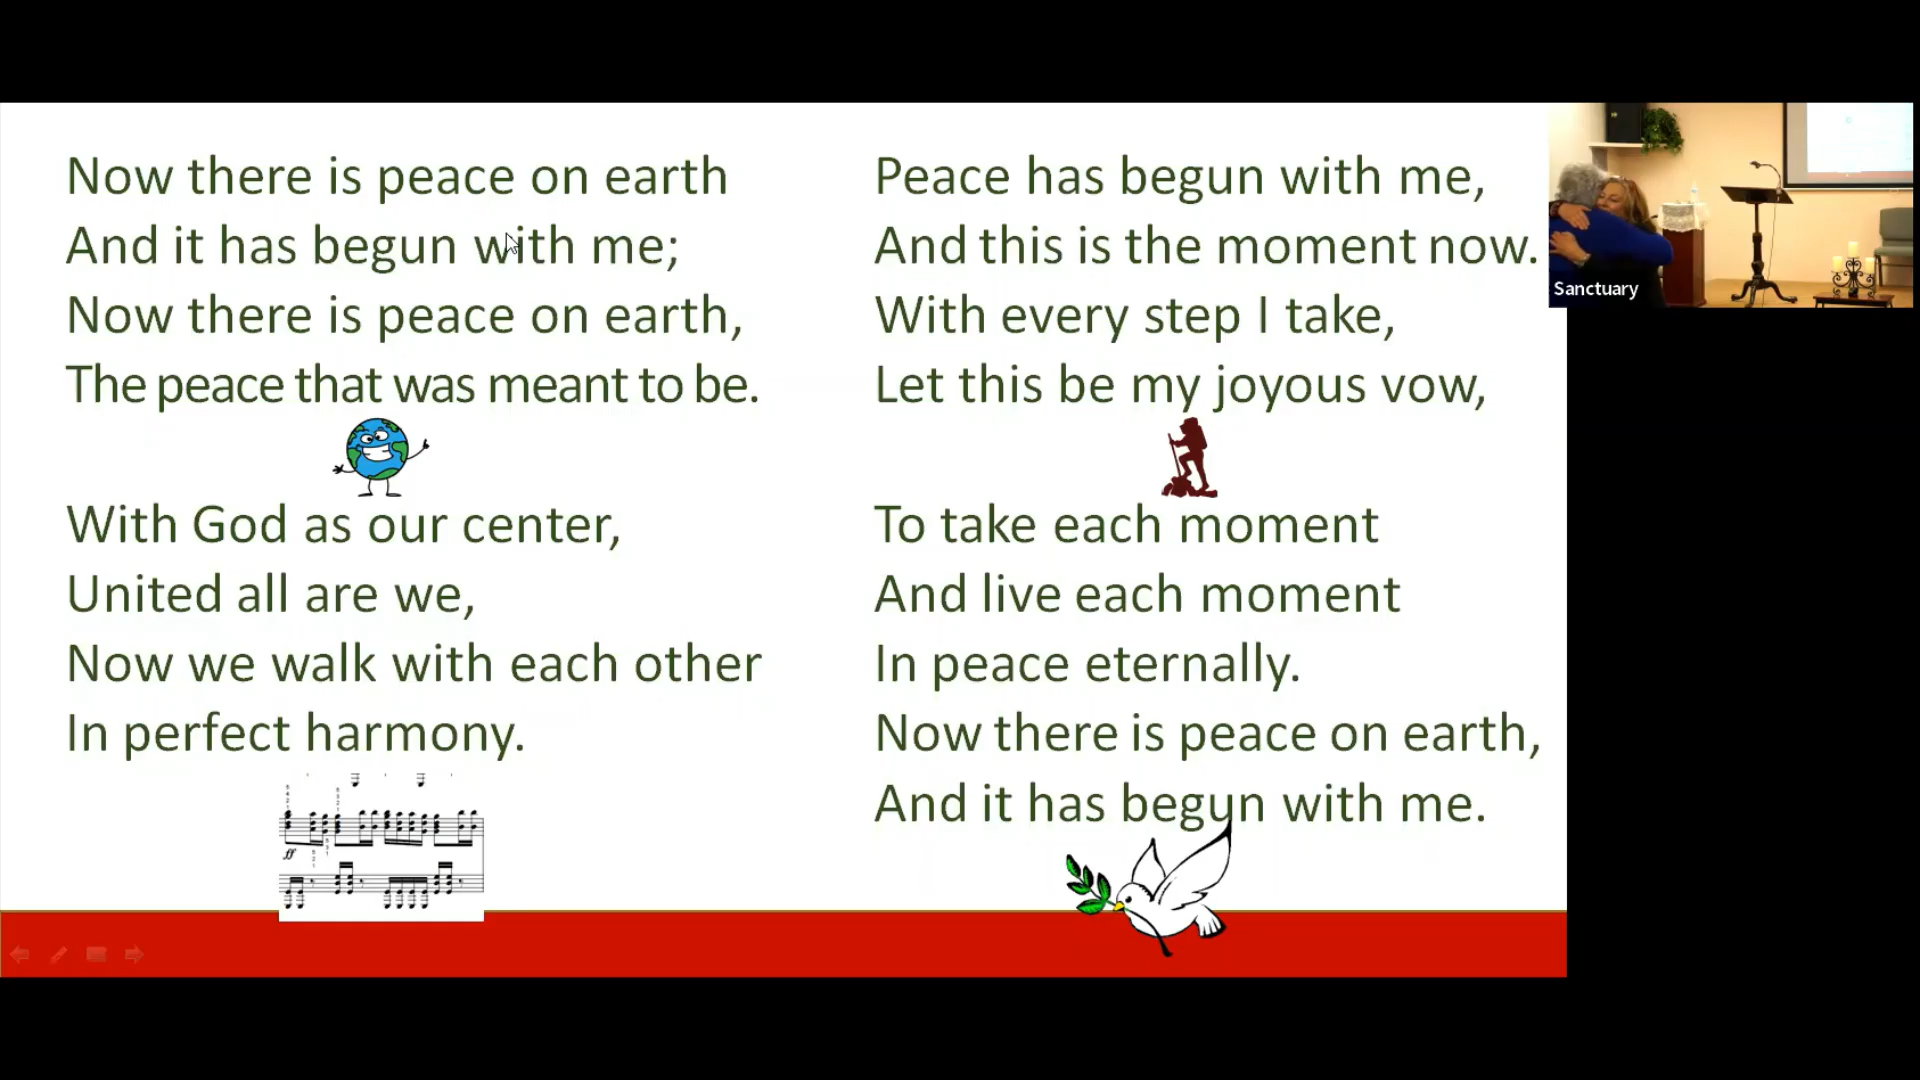 Now there is peace on earth
And it has begun with me;
Now there is peace on earth,
The peace that was meant to be.
With God as our center,
United all are we,
Now we walk with each other
In perfect harmony.
ff
Peace has begun with me,
And this is the moment now.
With every step I take,
Let this be my joyous vow,
To take each moment
And live each moment
In peace eternally.
Now there is peace on earth,
And it has begun with me.
Sanctuary